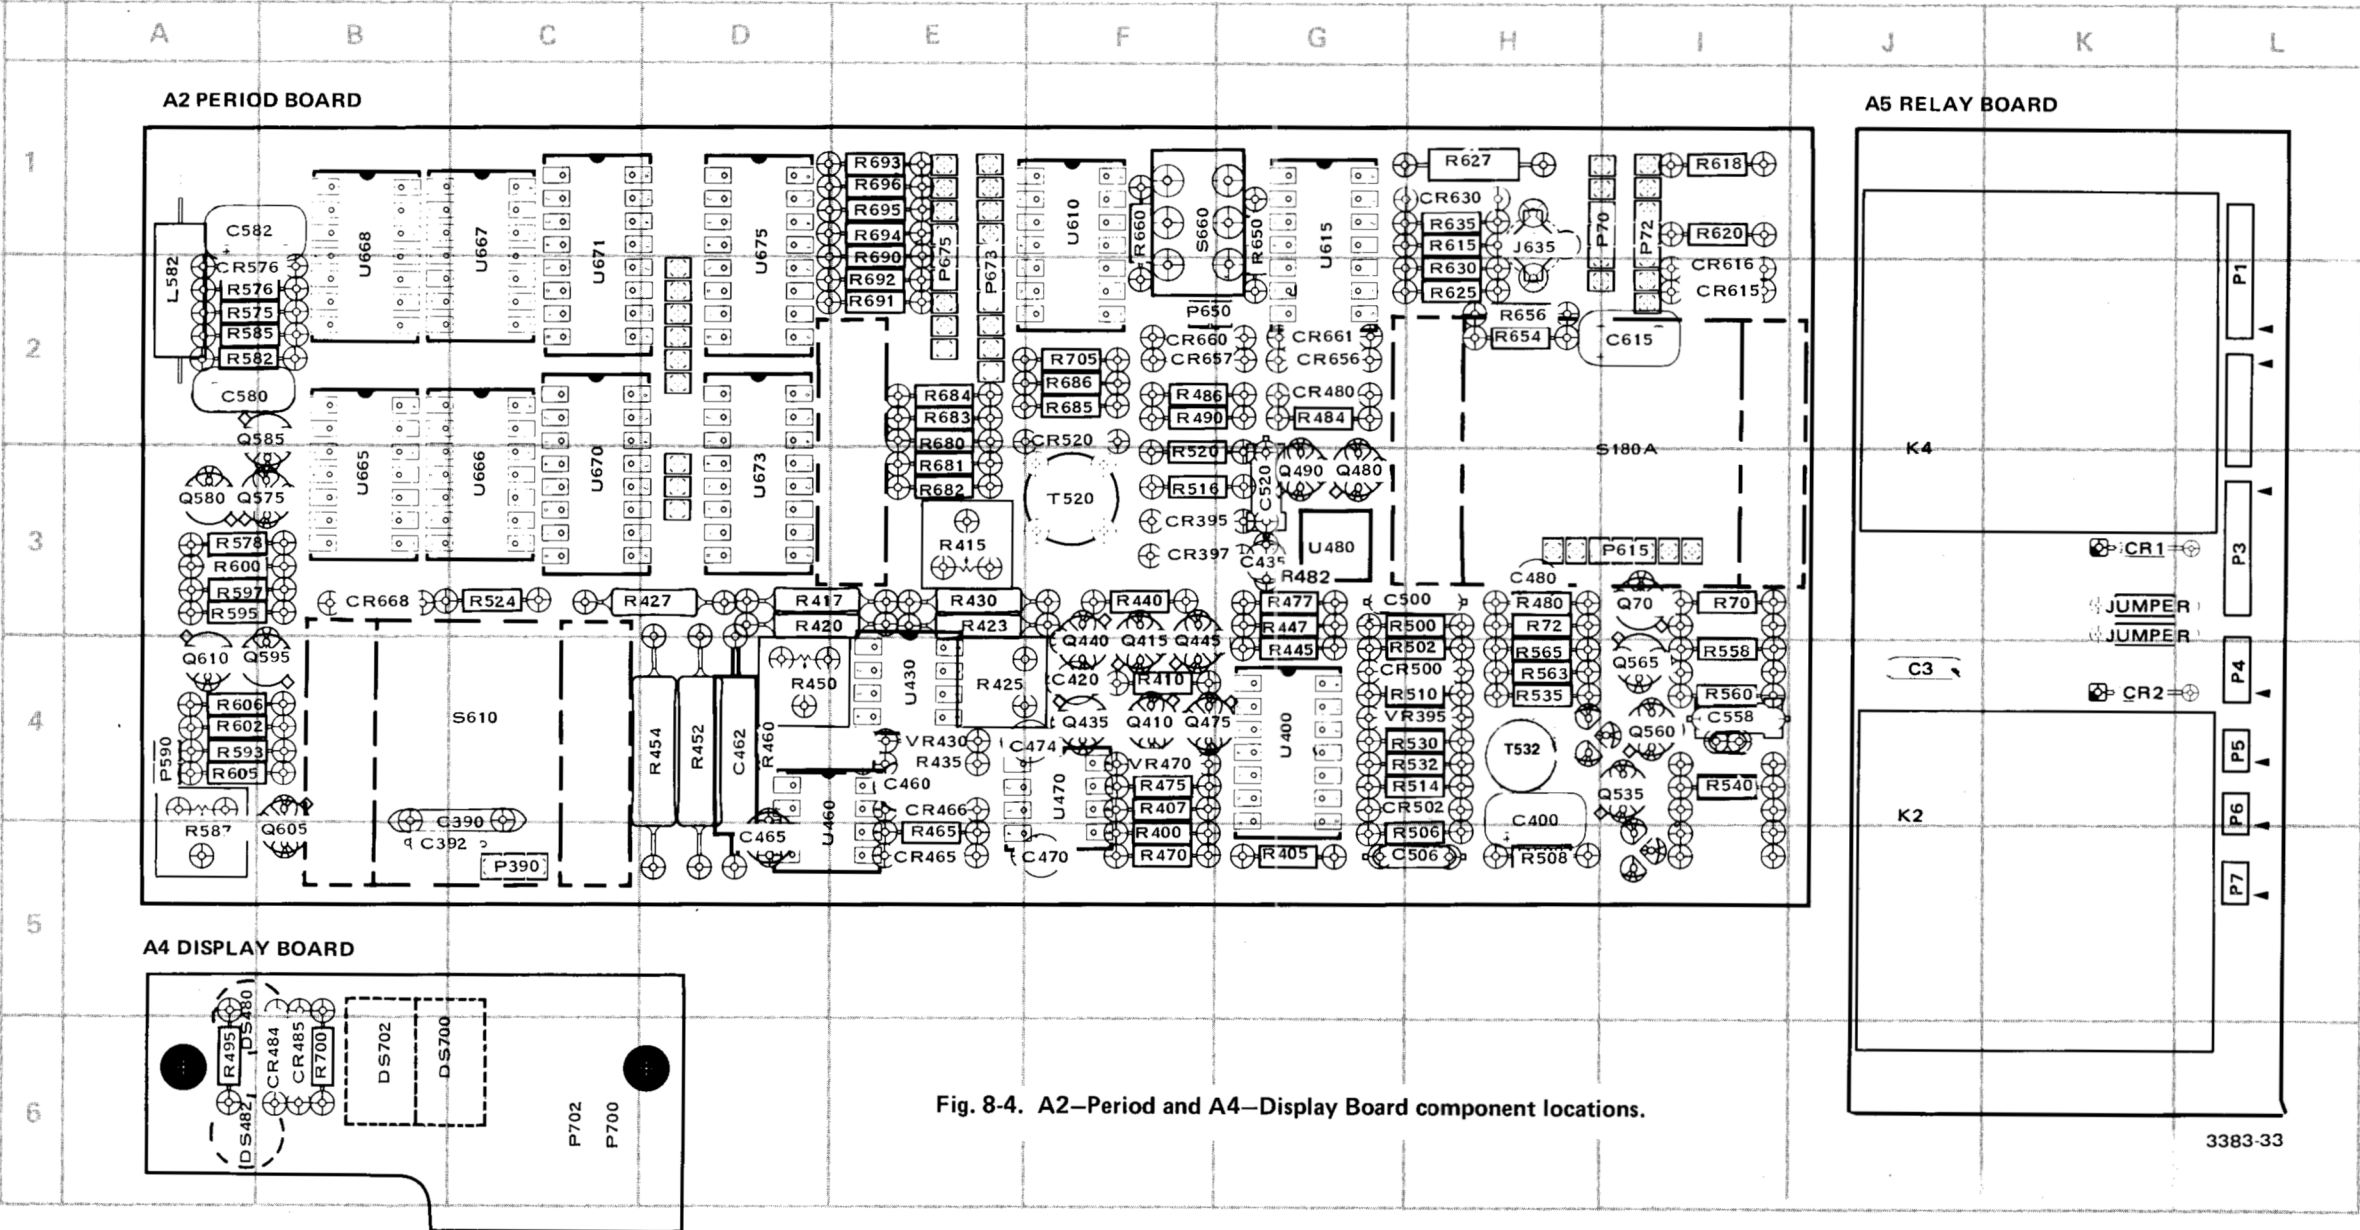 A B C D E F G H I J K L
1
2
3
4
5
6
A2 PERIOD BOARD
C582
L582
CR576
R576
R575
R585
R582
C580
Q585
Q580 Q575
R578
R600
R597
R595
Q610 Q595
R606
R602
R593
R605
P590
R587
Q605
U668
U667
U671
U675
U665
U666
U670
U673
CR668
R524
R427
S610
C390
C392
P390
R693
R696
R695
R694
R690
R692
R691
P675
P673
R684
R683
R680
R681
R682
R415
R417
R420
R430
R423
R450
U430
R425
R454
R452
C462
R460
C465
U460
VR430
R435
C460
CR466
R465
CR465
U610
R660
S660
R650
P650
U615
R705
R686
R685
CR520
T520
CR660
CR657
R486
R490
R520
R516
CR395
CR397
CR661
CR656
CR480
R484
C520
Q490 Q480
U480
C435
R482
R440
Q440 Q415 Q445
C420
R410
Q435 Q410 Q475
C474
U470
C470
VR470
R475
R407
R400
R470
R477
R447
R445
U400
R405
C500
R500
R502
CR500
R510
VR395
R530
R532
R514
CR502
R506
C506
R627
CR630
R635
R615
R630
R625
J635
R656
R654
P70
P72
R618
R620
CR616
CR615
C615
S180A
P615
C480
R480
R72
R565
R563
R535
T532
C400
R508
Q70
Q565
Q560
Q535
R70
R558
R560
C558
R540
A5 RELAY BOARD
K4
P1
P3
CR1
JUMPER
JUMPER
C3
CR2
P4
P5
P6
P7
K2
A4 DISPLAY BOARD
R495
DS480
DS482
CR484
CR485
R700
DS702
DS700
P702
P700
Fig. 8-4. A2—Period and A4—Display Board component locations.
3383-33